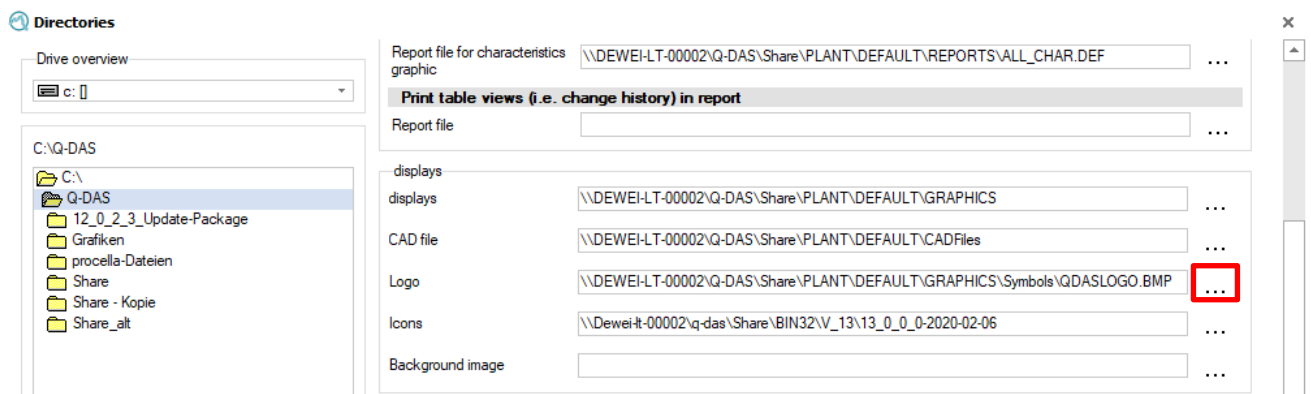 Directories
Drive overview
c: []
C:\Q-DAS
C:\
Q-DAS
12_0_2_3_Update-Package
Grafiken
procella-Dateien
Share
Share - Kopie
Share_alt
Report file for characteristics
graphic
\\DEWEI-LT-00002\Q-DAS\Share\PLANT\DEFAULT\REPORTS\ALL_CHAR.DEF
...
Print table views (i.e. change history) in report
Report file
...
displays
displays
\\DEWEI-LT-00002\Q-DAS\Share\PLANT\DEFAULT\GRAPHICS
...
CAD file
\\DEWEI-LT-00002\Q-DAS\Share\PLANT\DEFAULT\CADFiles
...
Logo
\\DEWEI-LT-00002\Q-DAS\Share\PLANT\DEFAULT\GRAPHICS\Symbols\QDASLOGO.BMP
...
Icons
\\Dewei-lt-00002\q-das\Share\BIN32\V_13\13_0_0_0-2020-02-06
...
Background image
...